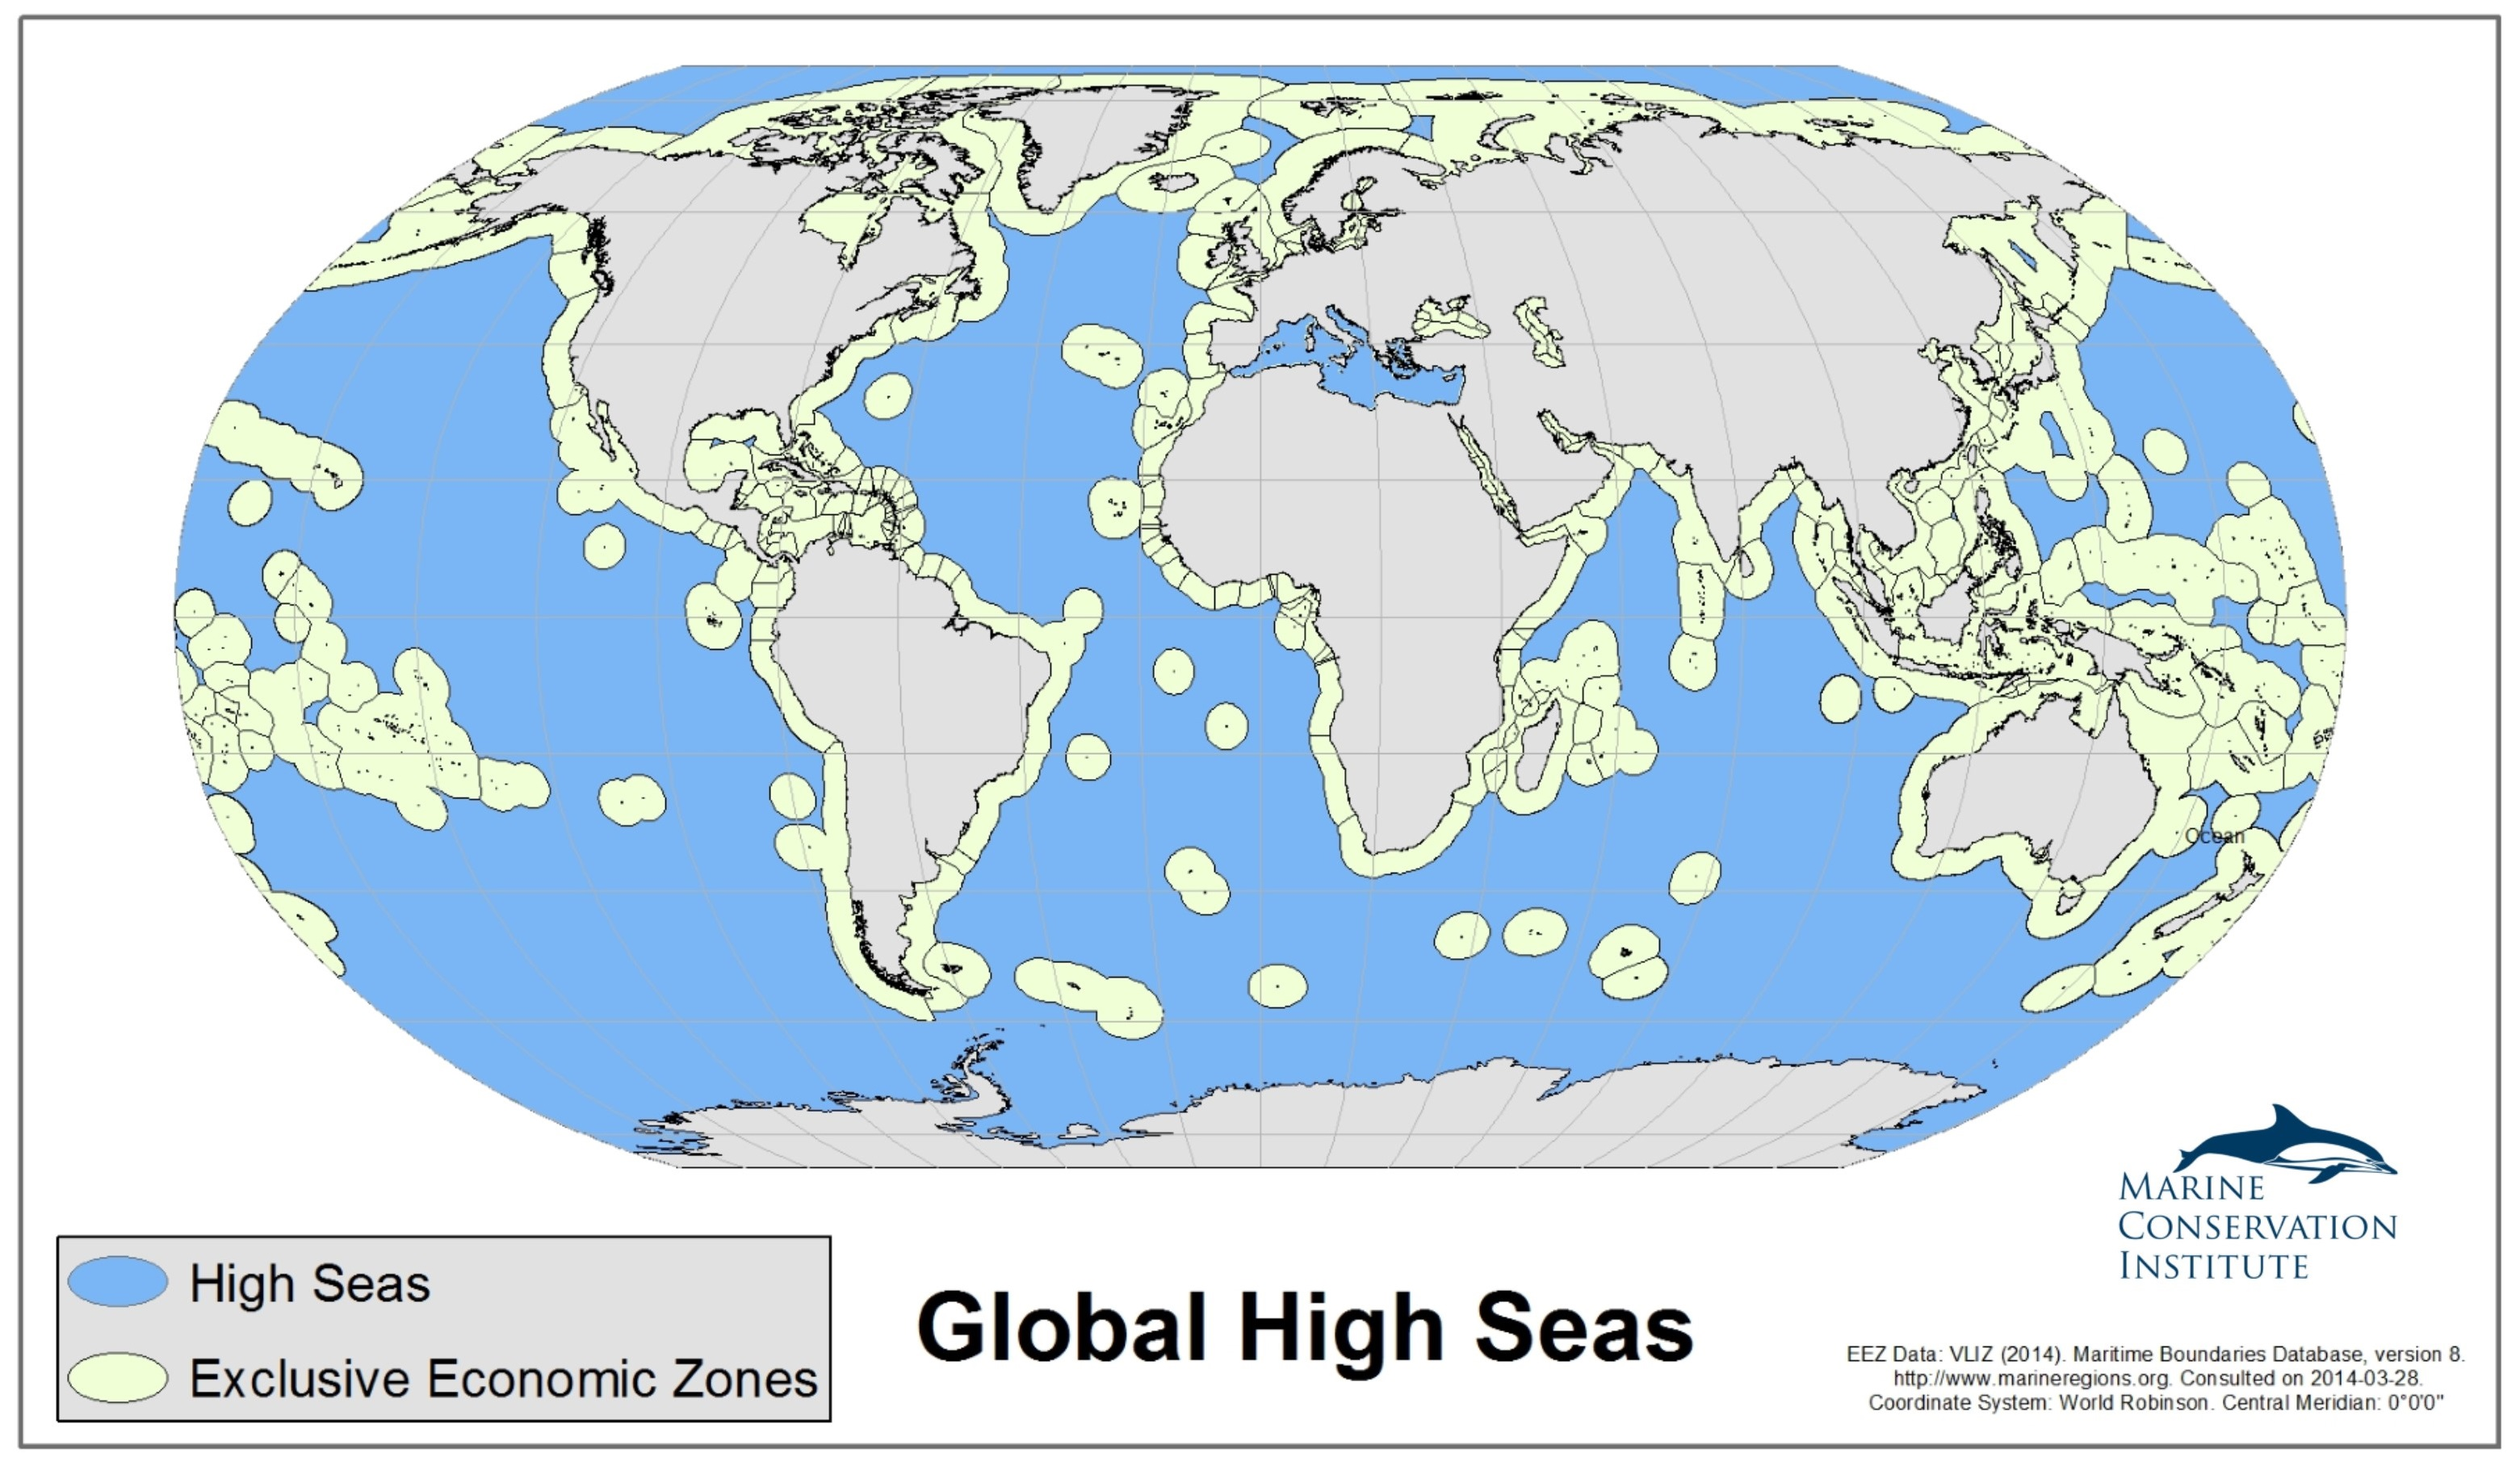 Ocean
High Seas
Exclusive Economic Zones
Global High Seas
MARINE
CONSERVATION
INSTITUTE
EEZ Data: VLIZ (2014). Maritime Boundaries Database, version 8.
http://www.marineregions.org. Consulted on 2014-03-28.
Coordinate System: World Robinson. Central Meridian: 0°0'0"